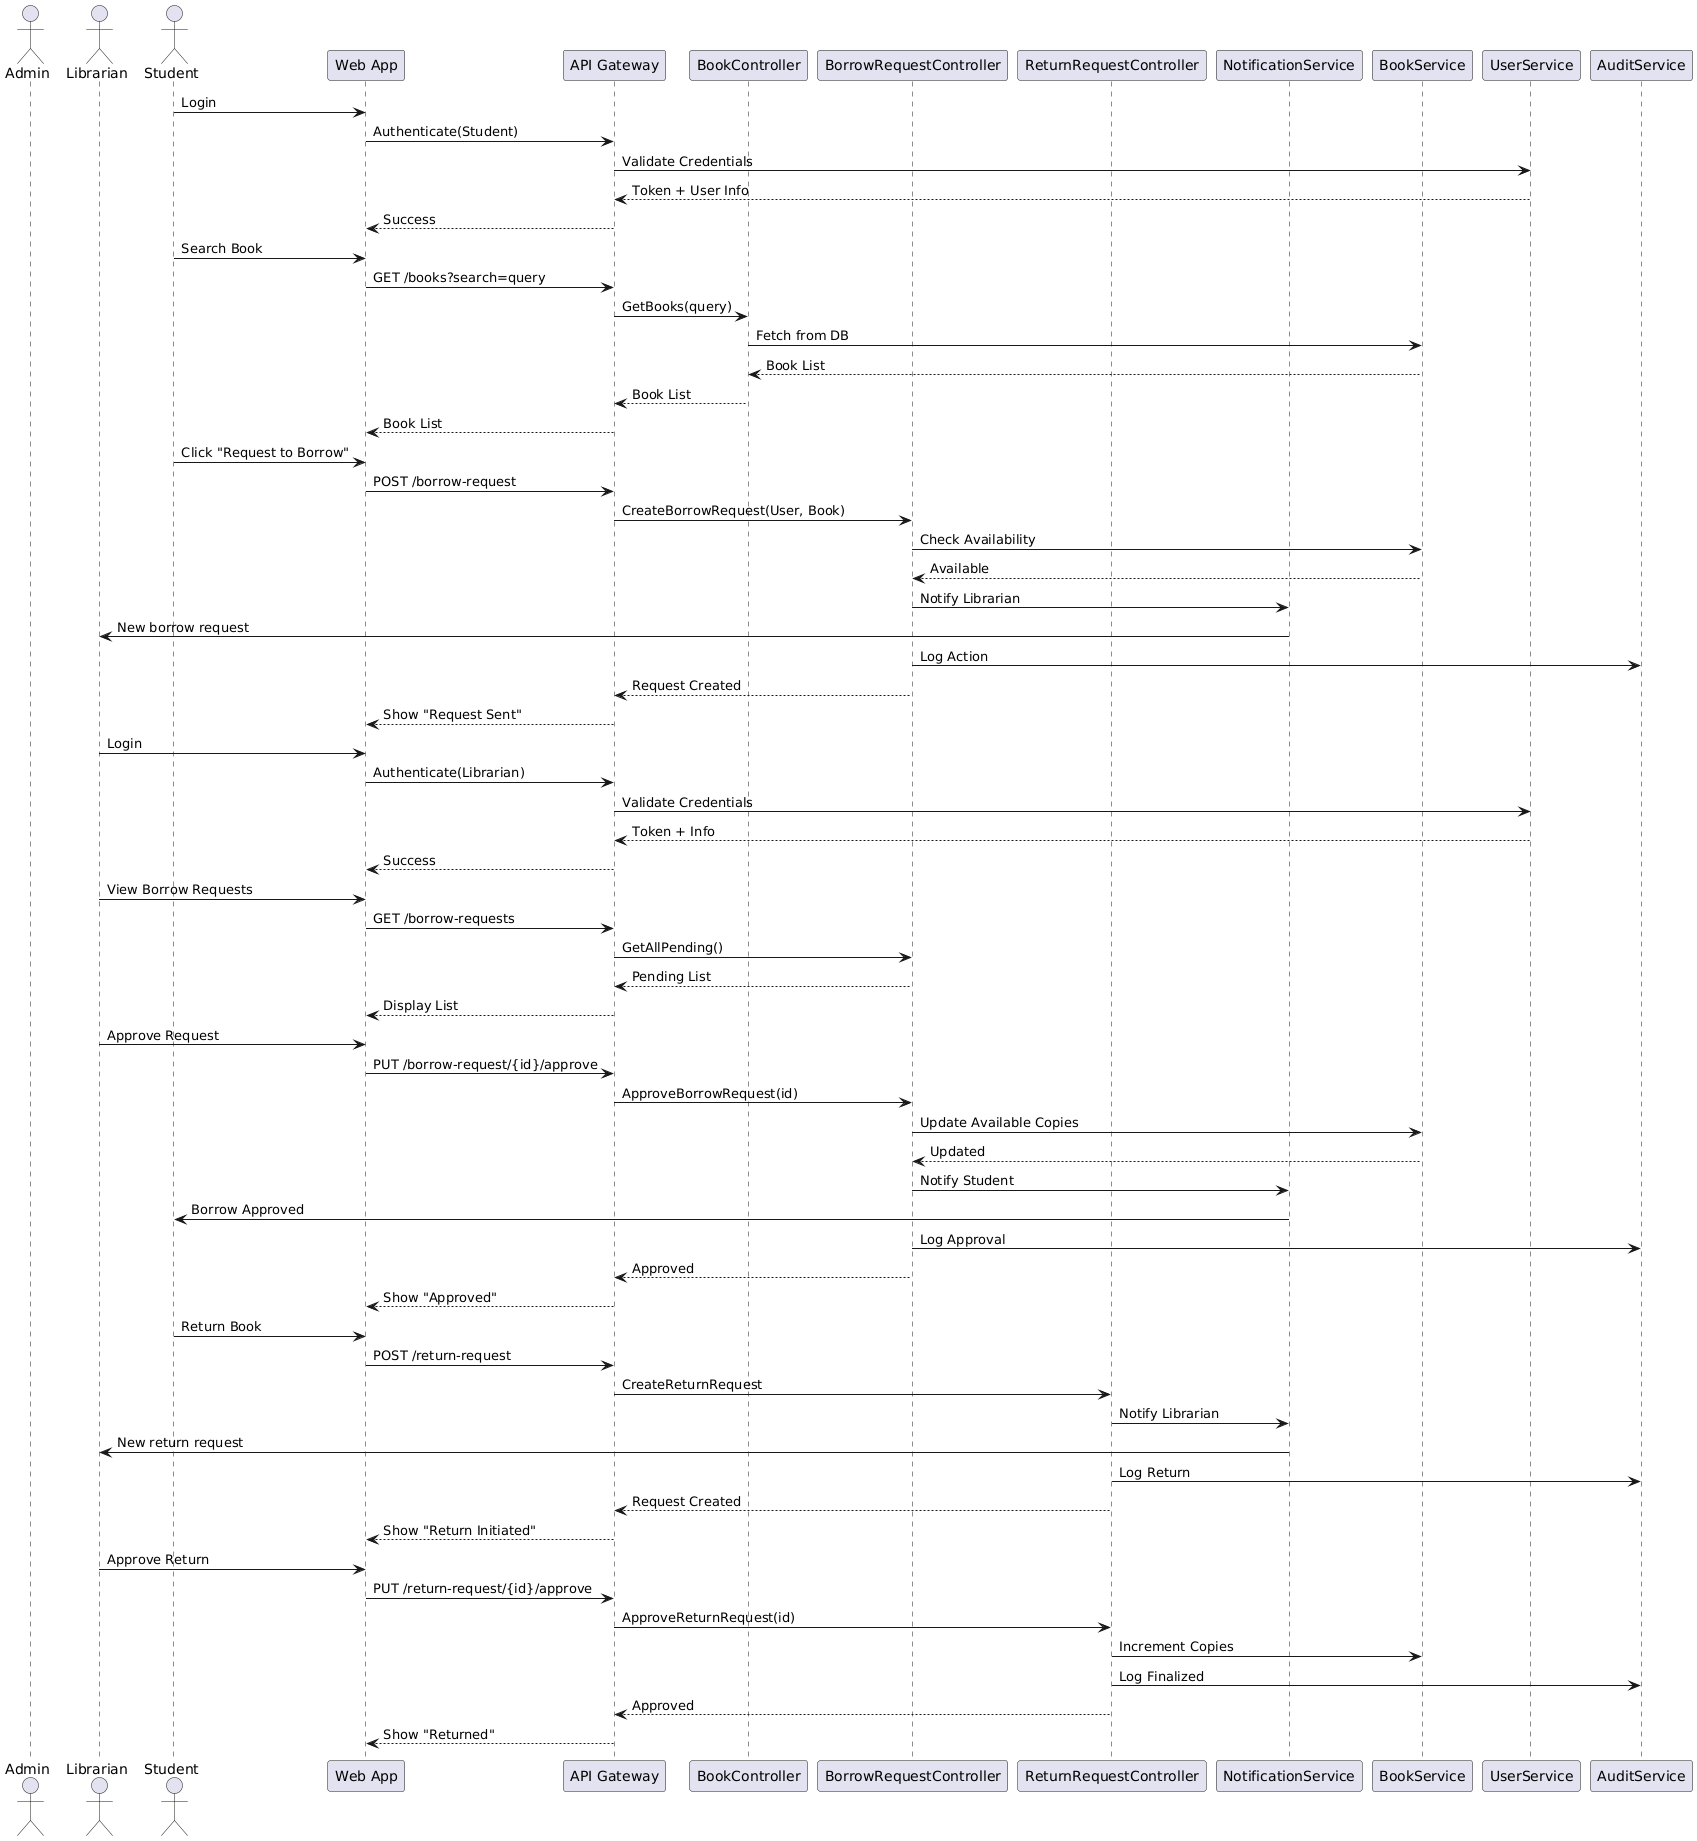 Admin
Librarian
Student
Web App
API Gateway
BookController
BorrowRequestController
ReturnRequestController
NotificationService
BookService
UserService
AuditService
Login
Authenticate(Student)
Validate Credentials
Token + User Info
Success
Search Book
GET /books?search=query
GetBooks(query)
Fetch from DB
Book List
Book List
Book List
Click "Request to Borrow"
POST /borrow-request
CreateBorrowRequest(User, Book)
Check Availability
Available
Notify Librarian
New borrow request
Log Action
Request Created
Show "Request Sent"
Login
Authenticate(Librarian)
Validate Credentials
Token + Info
Success
View Borrow Requests
GET /borrow-requests
GetAllPending()
Pending List
Display List
Approve Request
PUT /borrow-request/{id}/approve
ApproveBorrowRequest(id)
Update Available Copies
Updated
Notify Student
Borrow Approved
Log Approval
Approved
Show "Approved"
Return Book
POST /return-request
CreateReturnRequest
Notify Librarian
New return request
Log Return
Request Created
Show "Return Initiated"
Approve Return
PUT /return-request/{id}/approve
ApproveReturnRequest(id)
Increment Copies
Log Finalized
Approved
Show "Returned"
Admin
Librarian
Student
Web App
API Gateway
BookController
BorrowRequestController
ReturnRequestController
NotificationService
BookService
UserService
AuditService